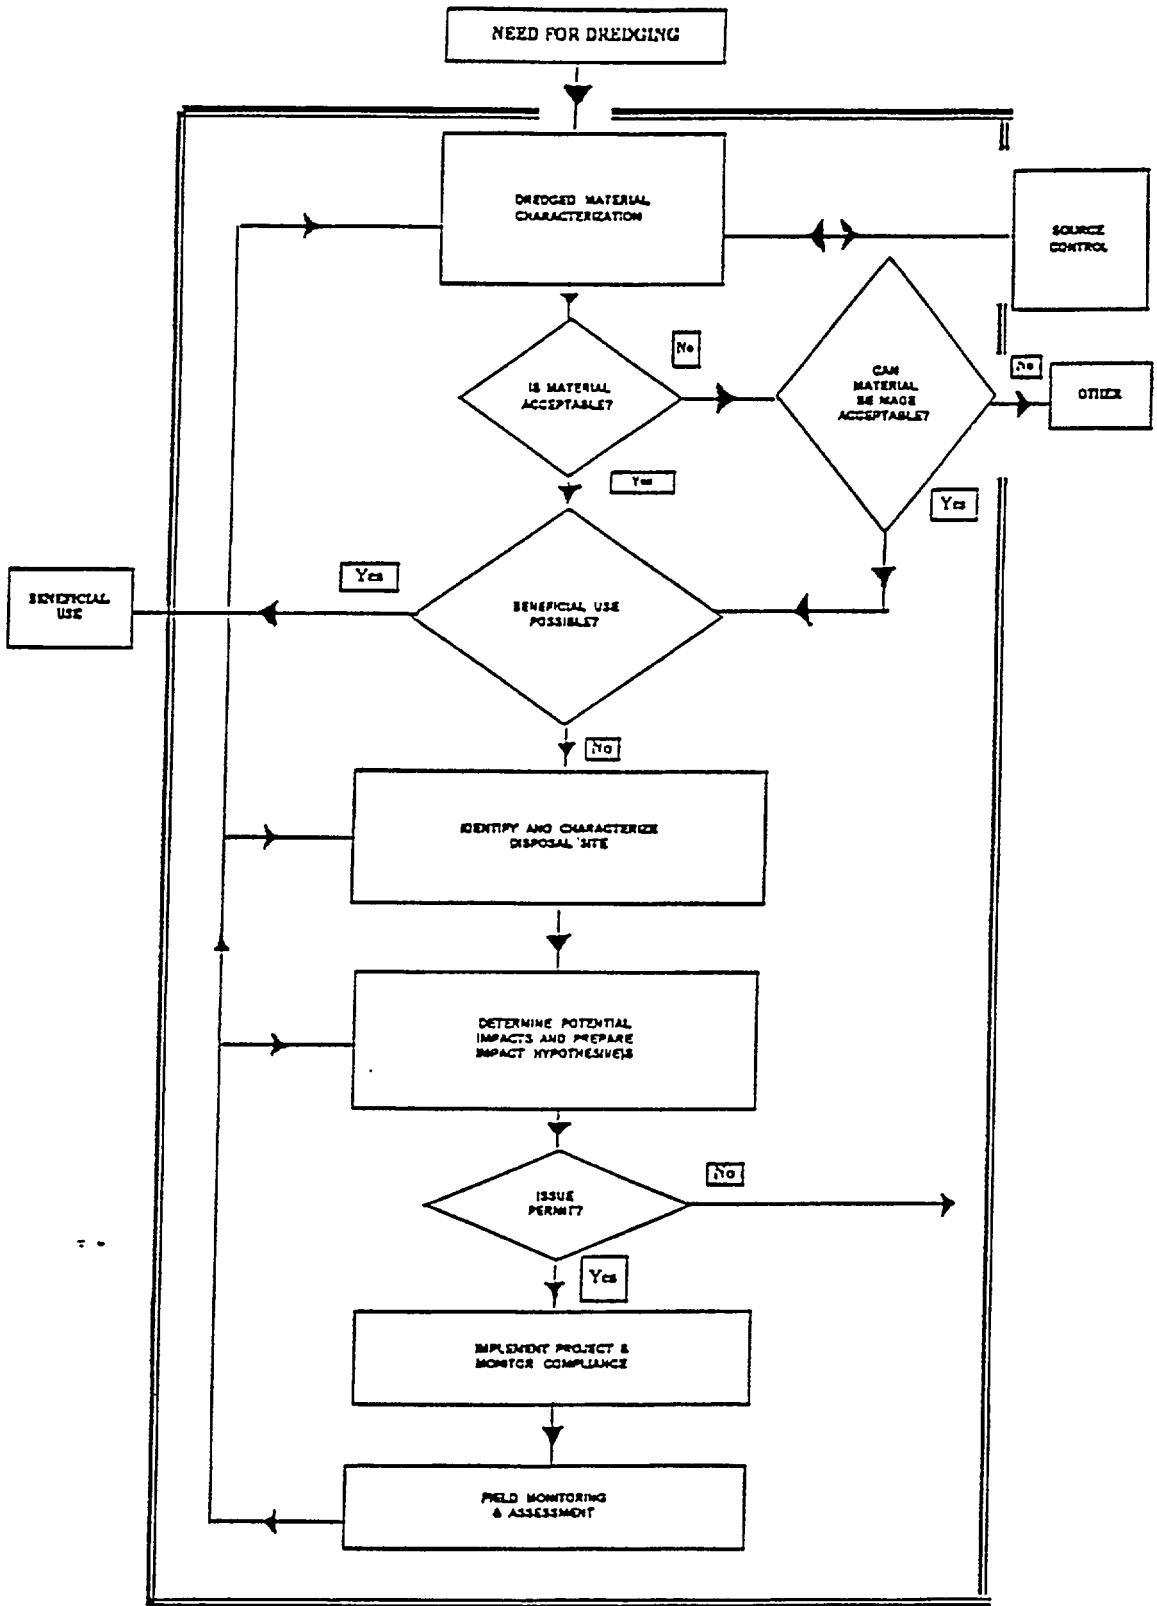 NEED FOR DREDGING
DREDGED MATERIAL
CHARACTERIZATION
SOURCE
CONTROL
No
IS MATERIAL
ACCEPTABLE?
CAN
MATERIAL
BE MADE
ACCEPTABLE?
No
OTHER
Yes
Yes
Yes
BENEFICIAL
USE
BENEFICIAL USE
POSSIBLE?
No
IDENTIFY AND CHARACTERIZE
DISPOSAL SITE
DETERMINE POTENTIAL
IMPACTS AND PREPARE
IMPACT
No
ISSUE
PERMIT?
Yes
IMPLEMENT PROJECT &
MONITOR COMPLIANCE
FIELD MONITORING
& ASSESSMENT